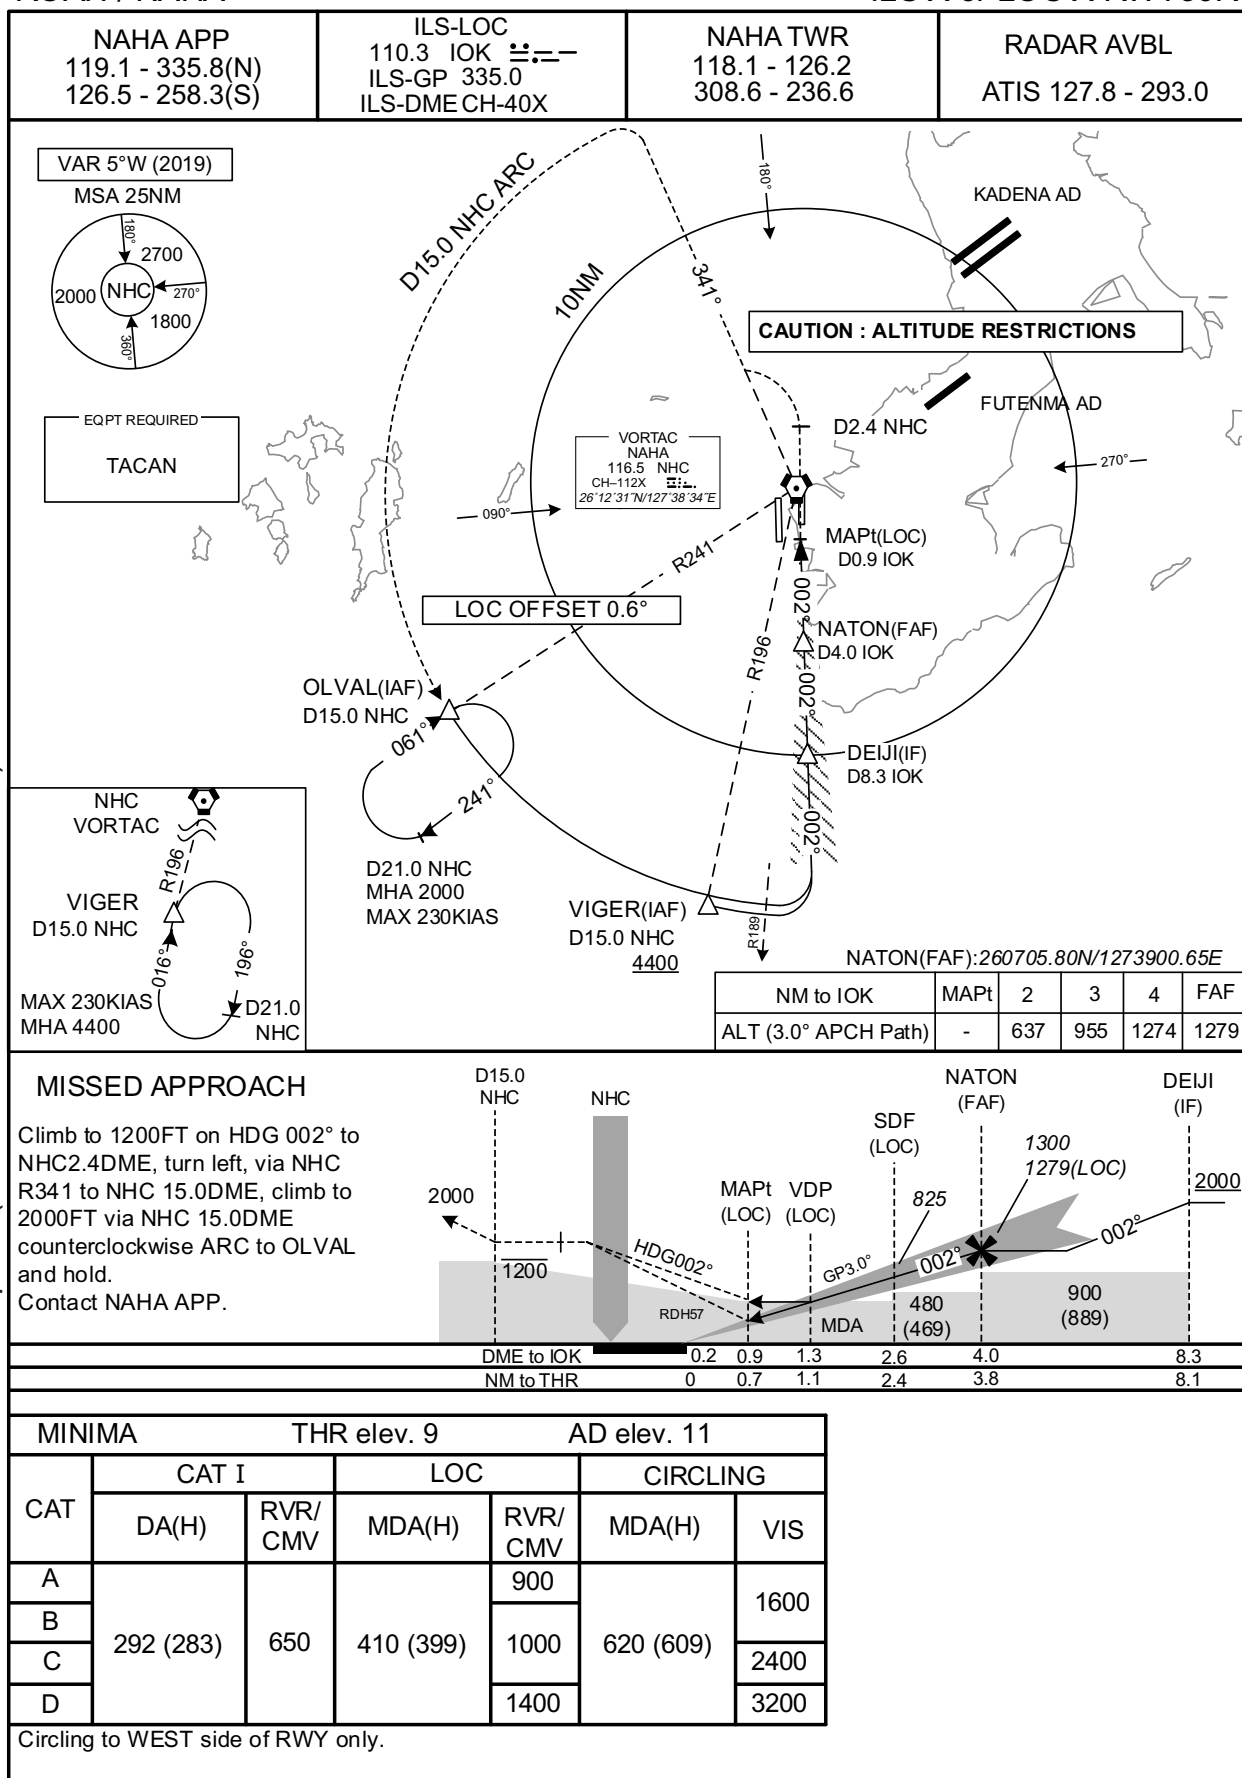 NAHA APP
119.1 - 335.8(N)
126.5 - 258.3(S)
ILS-LOC
110.3 IOK
ILS-GP 335.0
ILS-DME CH-40X
NAHA TWR
118.1 - 126.2
308.6 - 236.6
RADAR AVBL
ATIS 127.8 - 293.0
VAR 5°W (2019)
MSA 25NM
180°
2700
2000
NHC
270°
1800
360°
EQPT REQUIRED
TACAN
D15.0 NHC ARC
10NM
341°
180°
KADENA AD
CAUTION : ALTITUDE RESTRICTIONS
FUTENMA AD
D2.4 NHC
270°
VORTAC
NAHA
116.5 NHC
CH–112X
26°12'31"N/127°38'34"E
090°
R241
MAPt(LOC)
D0.9 IOK
LOC OFFSET 0.6°
002°
NATON(FAF)
D4.0 IOK
R196
002°
OLVAL(IAF)
D15.0 NHC
061°
241°
DEIJI(IF)
D8.3 IOK
002°
D21.0 NHC
MHA 2000
MAX 230KIAS
VIGER(IAF)
D15.0 NHC
4400
R189
NHC
VORTAC
R196
VIGER
D15.0 NHC
016°
196°
MAX 230KIAS
MHA 4400
D21.0
NHC
NATON(FAF):260705.80N/1273900.65E
NM to IOK MAPt 2 3 4 FAF
ALT (3.0° APCH Path) - 637 955 1274 1279
MISSED APPROACH
Climb to 1200FT on HDG 002° to
NHC2.4DME, turn left, via NHC
R341 to NHC 15.0DME, climb to
2000FT via NHC 15.0DME
counterclockwise ARC to OLVAL
and hold.
Contact NAHA APP.
D15.0
NHC
NHC
NATON
(FAF)
DEIJI
(IF)
SDF
(LOC)
1300
1279(LOC)
2000
MAPt
(LOC)
VDP
(LOC)
825
2000
1200
HDG002°
GP3.0°
002°
002°
RDH57
MDA
480
(469)
900
(889)
DME to IOK 0.2 0.9 1.3 2.6 4.0 8.3
NM to THR 0 0.7 1.1 2.4 3.8 8.1
MINIMA THR elev. 9 AD elev. 11
CAT CAT I LOC CIRCLING
DA(H) RVR/CMV MDA(H) RVR/CMV MDA(H) VIS
A 900
B 1600
292 (283) 650 410 (399) 1000 620 (609)
C 2400
D 1400 3200
Circling to WEST side of RWY only.